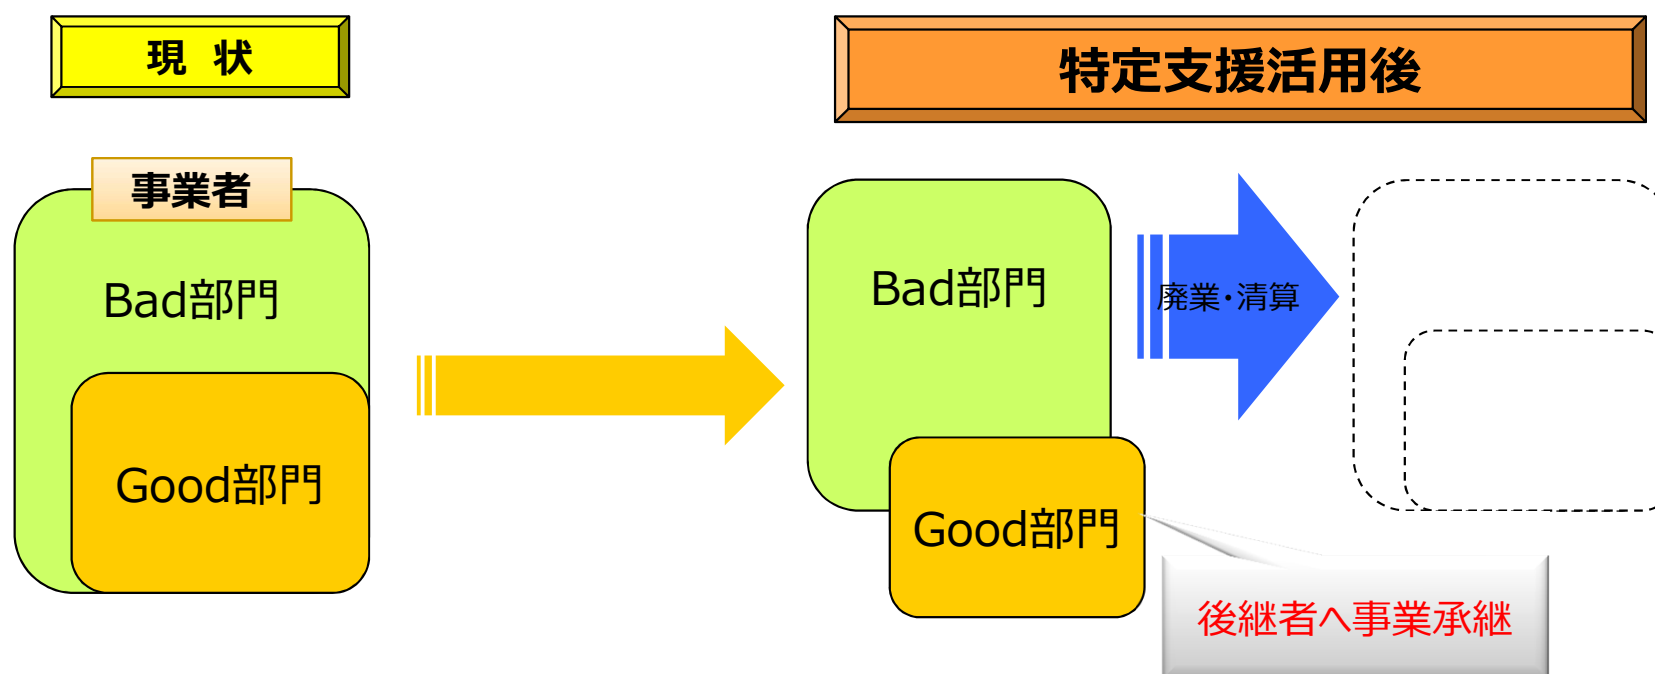 現 状
特定支援活用後
事業者
Bad部門
Good部門
Bad部門
廃業・清算
Good部門
後継者へ事業承継